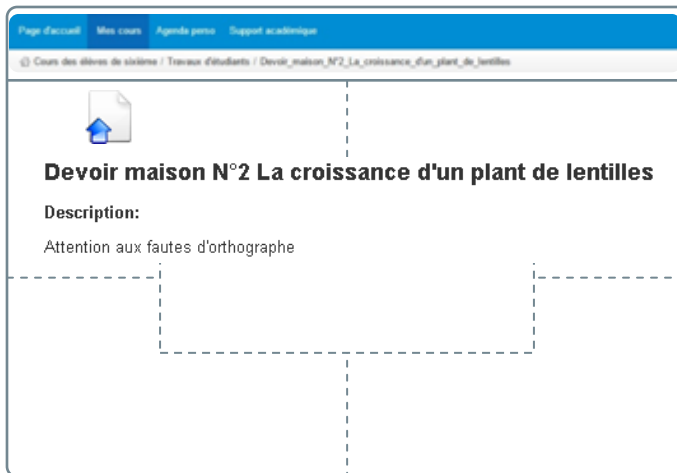 Page d'accueil Mes cours Agenda perso Support académique
Cours des élèves de sixième / Travaux d'étudiants / Devoir_maison_N°2_La_croissance_d'un_plant_de_lentilles
Devoir maison N°2 La croissance d'un plant de lentilles
Description:
Attention aux fautes d'orthographe